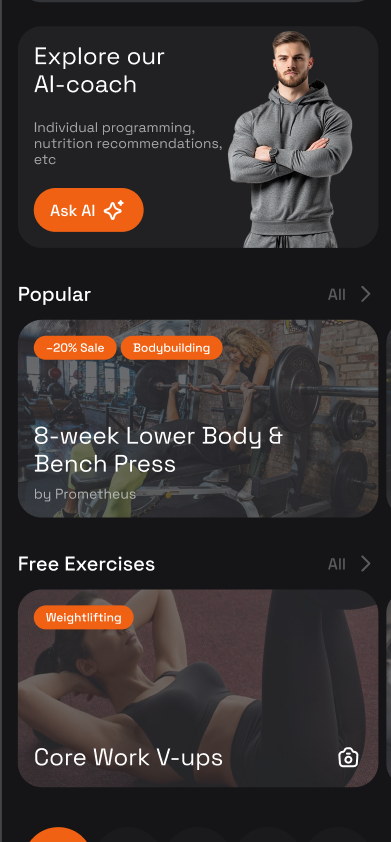 Explore our
AI-coach
Individual programming,
nutrition recommendations,
etc
Ask AI
Popular
All
-20% Sale
Bodybuilding
8-week Lower Body &
Bench Press
by Prometheus
Free Exercises
All
Weightlifting
Core Work V-ups